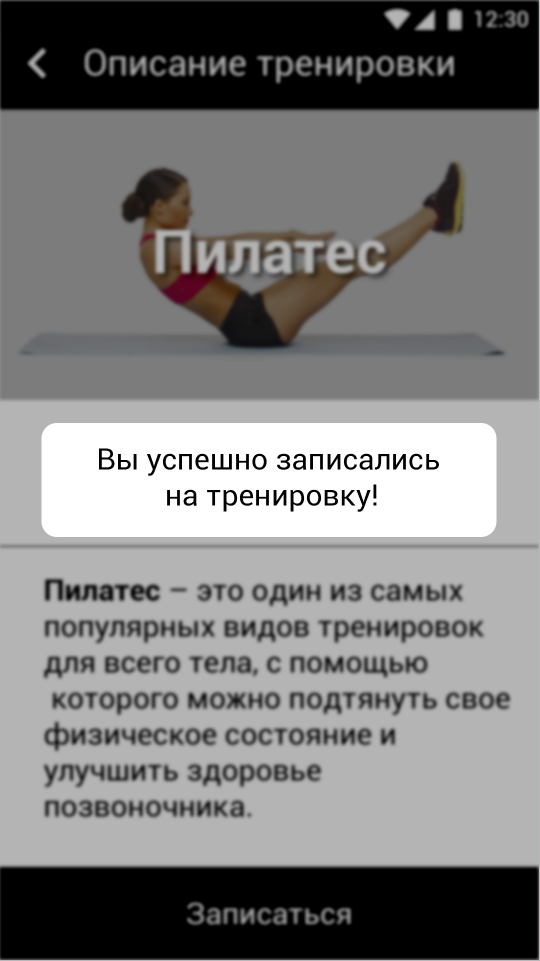 12:30
Описание тренировки
Пилатес
Вы успешно записались
на тренировку!
Пилатес – это один из самых
популярных видов тренировок
для всего тела, с помощью
которого можно подтянуть свое
физическое состояние и
улучшить здоровье
позвоночника.
Записаться